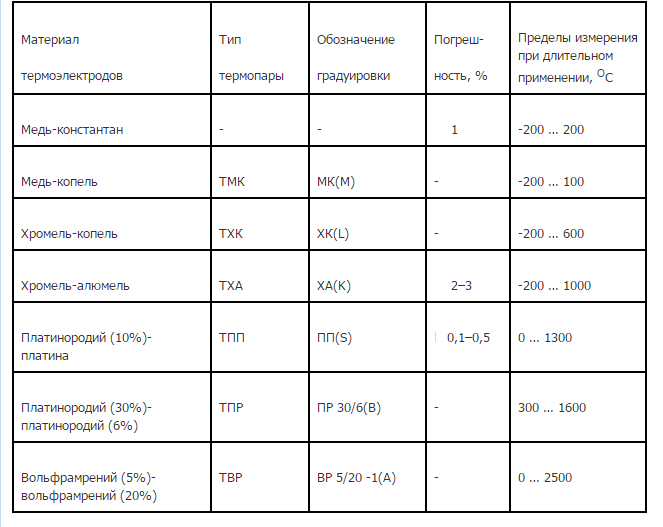 Материал термоэлектродов Тип термопары Обозначение градуировки Погреш-ность, % Пределы измерения при длительном применении, ОС
Медь-константан - - 1 -200 ... 200
Медь-копель ТМК МК(М) - -200 ... 100
Хромель-копель ТХК ХК(L) - -200 ... 600
Хромель-алюмель ТХА ХА(К) 2–3 -200 ... 1000
Платинородий (10%)-
платина ТПП ПП(S) 0,1–0,5 0 ... 1300
Платинородий (30%)-
платинородий (6%) ТПР ПР 30/6(В) - 300 ... 1600
Вольфрамрений (5%)-
вольфрамрений (20%) ТВР ВР 5/20 -1(А) - 0 ... 2500